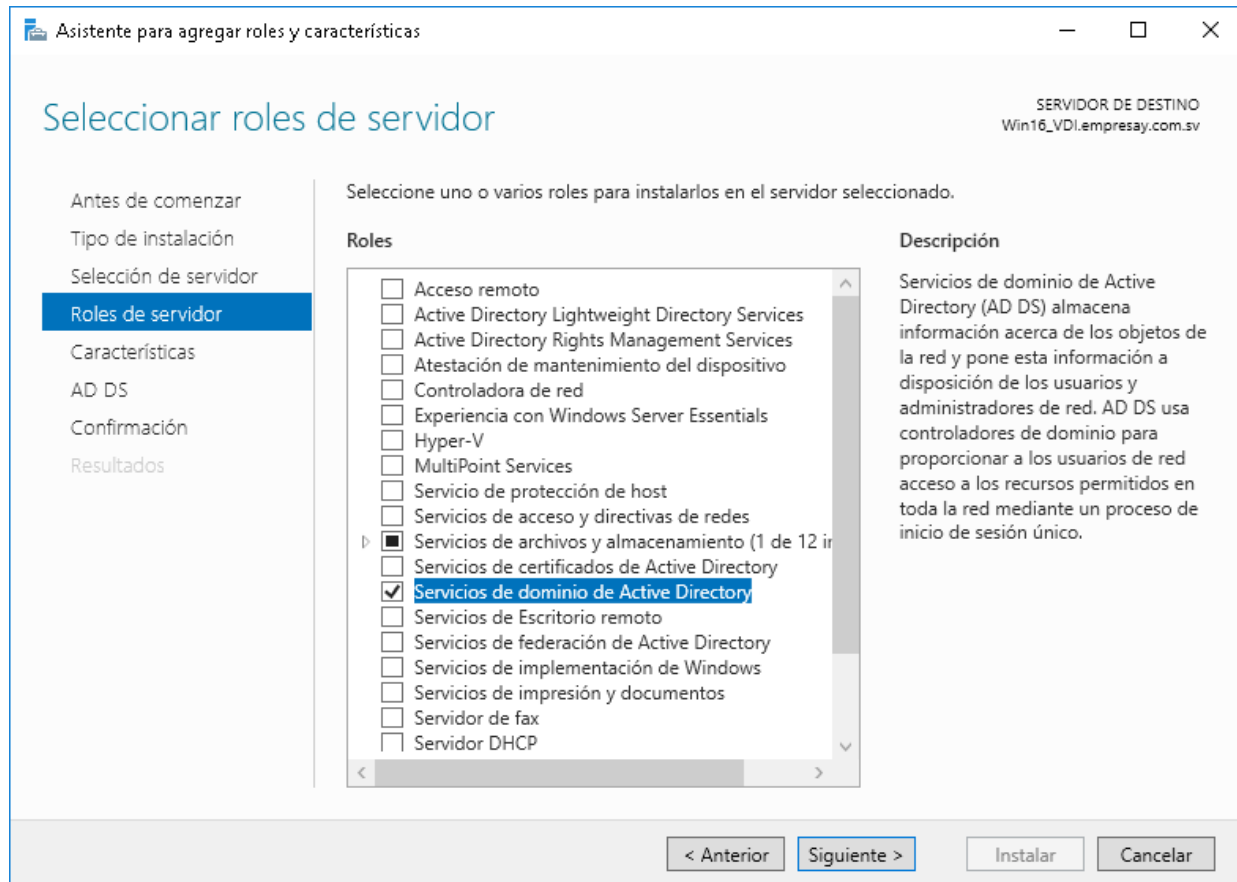 Asistente para agregar roles y características
Seleccionar roles de servidor
SERVIDOR DE DESTINO
Win16_VDI.empresay.com.sv
Antes de comenzar
Tipo de instalación
Selección de servidor
Roles de servidor
Características
AD DS
Confirmación
Resultados
Seleccione uno o varios roles para instalarlos en el servidor seleccionado.
Roles
Acceso remoto
Active Directory Lightweight Directory Services
Active Directory Rights Management Services
Atestación de mantenimiento del dispositivo
Controladora de red
Experiencia con Windows Server Essentials
Hyper-V
MultiPoint Services
Servicio de protección de host
Servicios de acceso y directivas de redes
Servicios de archivos y almacenamiento (1 de 12 in
Servicios de certificados de Active Directory
Servicios de dominio de Active Directory
Servicios de Escritorio remoto
Servicios de federación de Active Directory
Servicios de implementación de Windows
Servicios de impresión y documentos
Servidor de fax
Servidor DHCP
Descripción
Servicios de dominio de Active
Directory (AD DS) almacena
información acerca de los objetos de
la red y pone esta información a
disposición de los usuarios y
administradores de red. AD DS usa
controladores de dominio para
proporcionar a los usuarios de red
acceso a los recursos permitidos en
toda la red mediante un proceso de
inicio de sesión único.
< Anterior
Siguiente >
Instalar
Cancelar